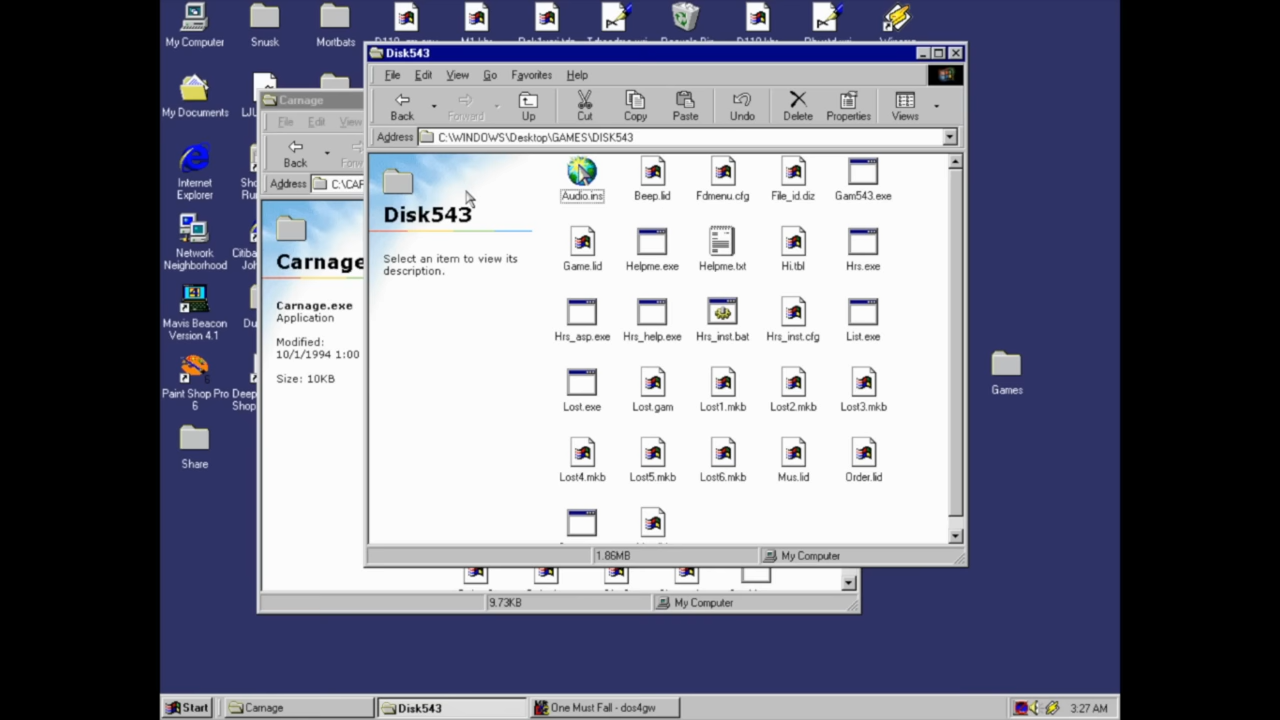 My Computer
Snusk
Mortbats
Recycle Bin
Disk543
File Edit View Go Favorites Help
Back Forward Up Cut Copy Paste Undo Delete Properties Views
Address C:\WINDOWS\Desktop\GAMES\DISK543
Disk543
Select an item to view its
description.
Audio.ins Beep.lid Fdmenu.cfg File_id.diz Gam543.exe
Game.lid Helpme.exe Helpme.txt Hi.tbl Hrs.exe
Hrs_asp.exe Hrs_help.exe Hrs_inst.bat Hrs_inst.cfg List.exe
Lost.exe Lost.gam Lost1.mkb Lost2.mkb Lost3.mkb
Lost4.mkb Lost5.mkb Lost6.mkb Mus.lid Order.lid
1.86MB My Computer
My Documents
Carnage
File Edit View
Back
Address C:\CAR
Carnage
Carnage.exe
Application
Modified:
10/1/1994 1:00
Size: 10KB
9.73KB My Computer
Internet
Explorer
Network
Neighborhood
Mavis Beacon
Version 4.1
Paint Shop Pro
6
Share
Games
Start Carnage Disk543 One Must Fall - dos4gw 3:27 AM